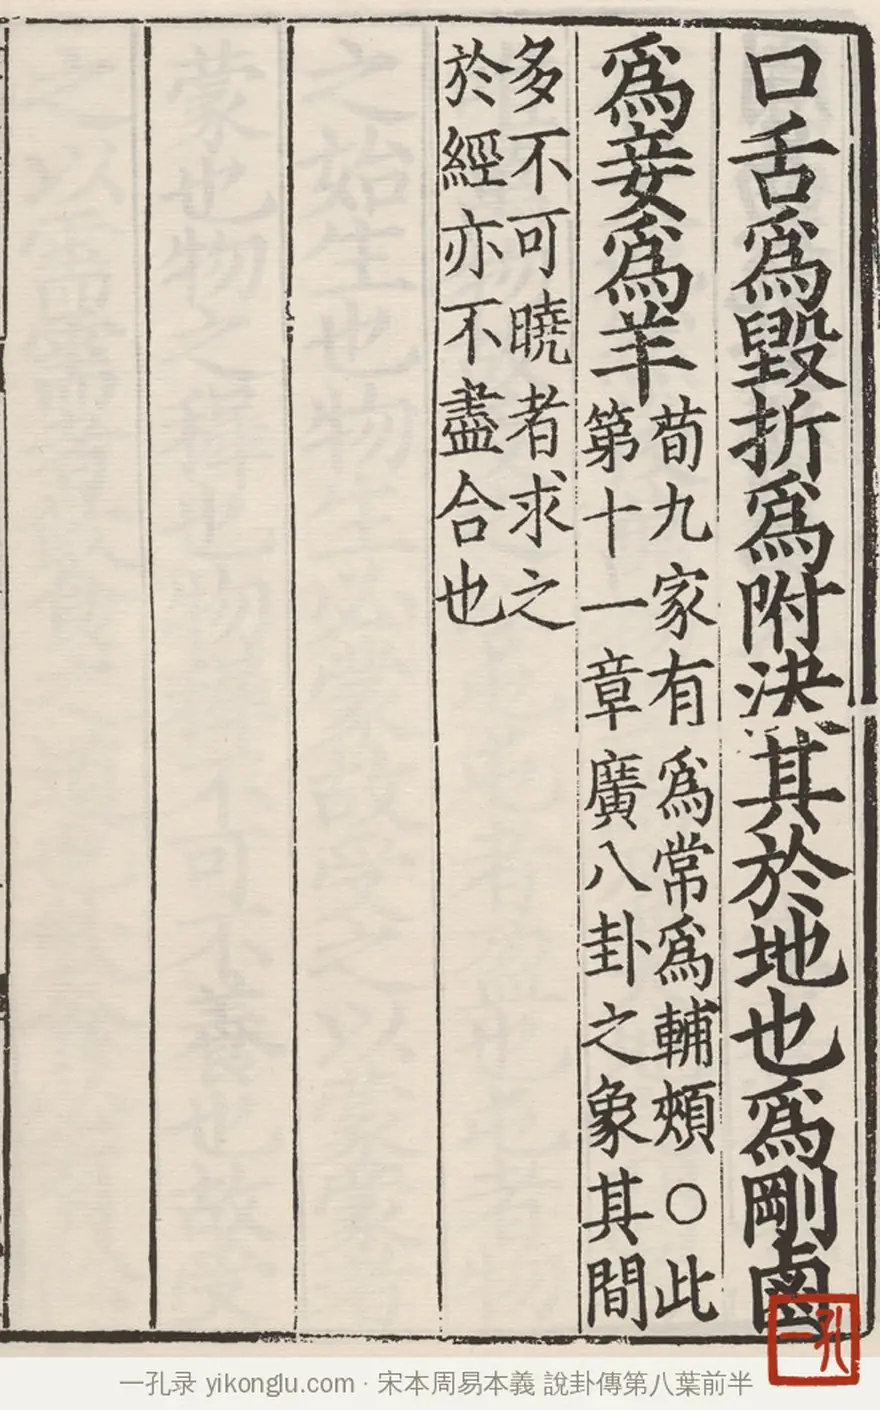 口舌爲毀折爲附決其於地也爲剛鹵
爲妾爲羊
荀九家有爲常爲輔頰○此
第十一章廣八卦之象其間
多不可曉者求之
於經亦不盡合也
一孔
一孔录 yikonglu.com · 宋本周易本義 說卦傳第八葉前半